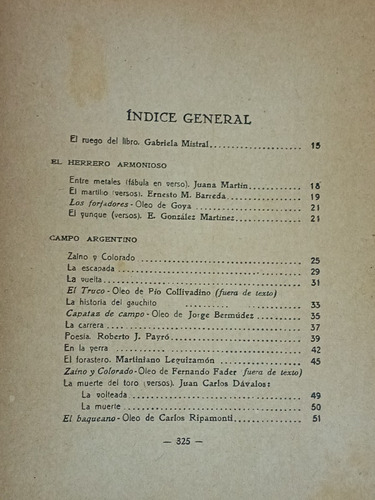 ÍNDICE GENERAL
El ruego del libro. Gabriela Mistral 15
EL HERRERO ARMONIOSO
Entre metales (fábula en verso). Juana Martín 18
El martillo (versos). Ernesto M. Barreda 19
Los forjadores - Oleo de Goya 21
El yunque (versos). E. González Martínez 21
CAMPO ARGENTINO
Zaino y Colorado 25
La escapada 29
La vuelta 31
El Truco - Oleo de Pío Collivadino (fuera de texto)
La historia del gauchito 33
Capataz de campo - Oleo de Jorge Bermúdez 35
La carrera 37
Poesía. Roberto J. Payró 39
En la yerra 42
El forastero. Martiniano Leguizamón 45
Zaino y Colorado - Oleo de Fernando Fader (fuera de texto)
La muerte del toro (versos). Juan Carlos Dávalos:
La volteada 49
La muerte 50
El baqueano - Oleo de Carlos Ripamonti 51
— 325 —